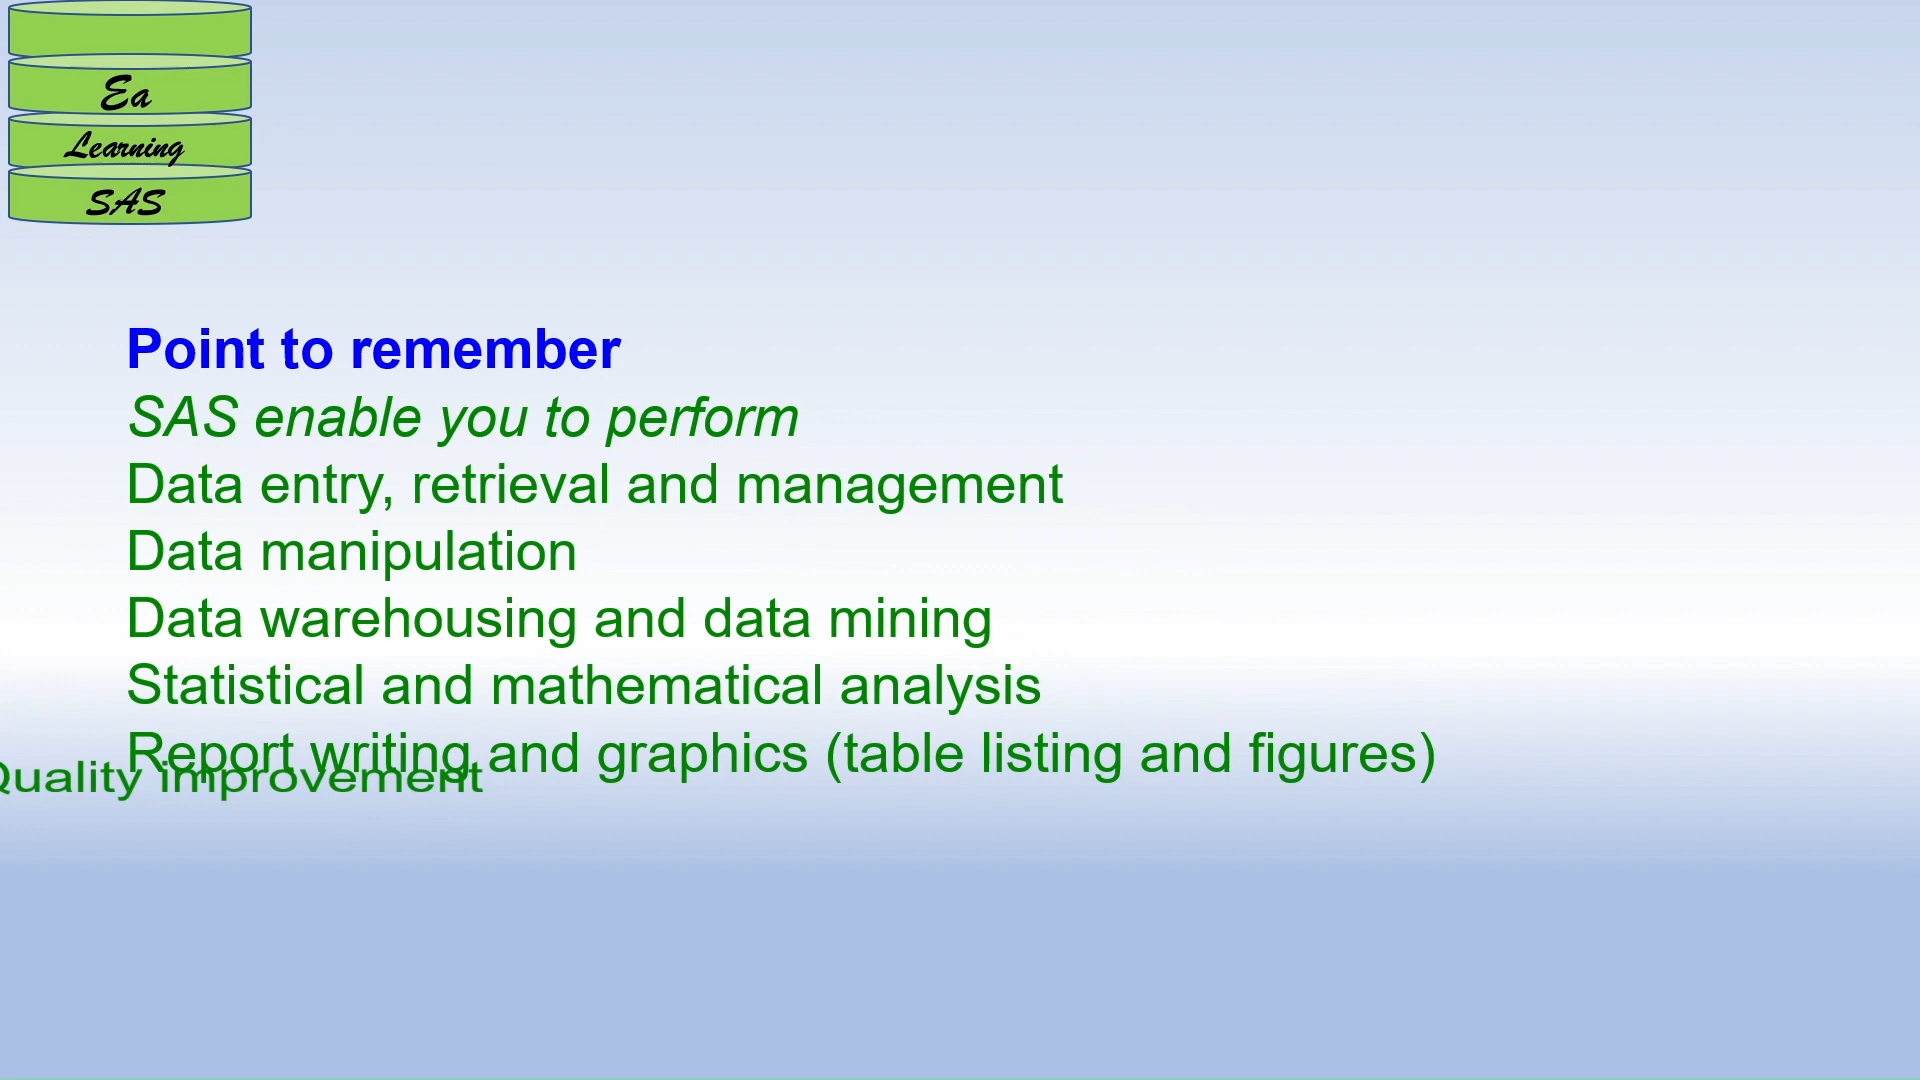 Ea
Learning
SAS
Point to remember
SAS enable you to perform
Data entry, retrieval and management
Data manipulation
Data warehousing and data mining
Statistical and mathematical analysis
Report writing and graphics (table listing and figures)
Quality improvement